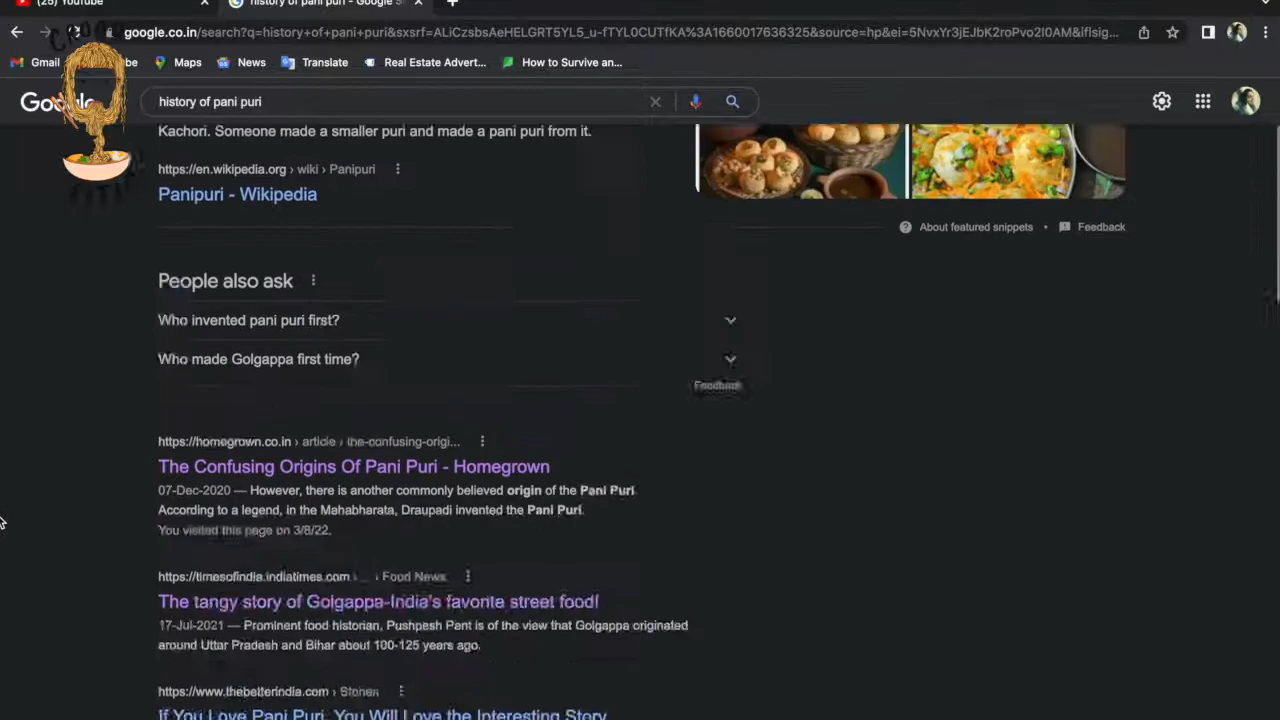 (25) YouTube
history of pani puri - Google S
google.co.in/search?q=history+of+pani+puri&sxsrf=ALiCzsbsAeHELGRT5YL5_u-fTYL0CUTfKA%3A1660017636325&source=hp&ei=5NvxYr3jEJbK2roPvo2I0AM&iflsig...
Gmail
Maps
News
Translate
Real Estate Advert...
How to Survive an...
history of pani puri
Kachori. Someone made a smaller puri and made a pani puri from it.
https://en.wikipedia.org › wiki › Panipuri
Panipuri - Wikipedia
About featured snippets • Feedback
People also ask
Who invented pani puri first?
Who made Golgappa first time?
Feedback
https://homegrown.co.in › article › the-confusing-origi...
The Confusing Origins Of Pani Puri - Homegrown
07-Dec-2020 — However, there is another commonly believed origin of the Pani Puri.
According to a legend, in the Mahabharata, Draupadi invented the Pani Puri.
You visited this page on 3/8/22.
https://timesofindia.indiatimes.com › ... › Food News
The tangy story of Golgappa-India's favorite street food!
17-Jul-2021 — Prominent food historian, Pushpesh Pant is of the view that Golgappa originated
around Uttar Pradesh and Bihar about 100-125 years ago.
https://www.thebetterindia.com › Stories
If You Love Pani Puri, You Will Love the Interesting Story